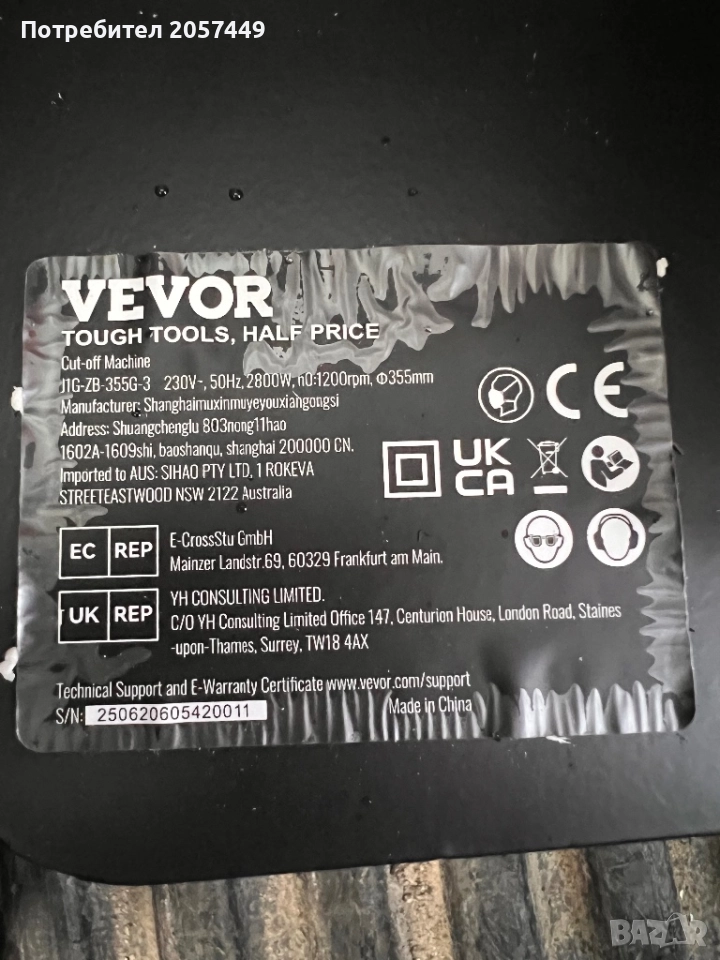 Потребител 2057449
VEVOR
TOUGH TOOLS, HALF PRICE
Cut-off Machine
J1G-ZB-355G-3 230V~, 50Hz, 2800W, n0:1200rpm, Φ355mm
Manufacturer: Shanghaimuxinmuyeyouxiangongsi
Address: Shuangchenglu 803nong11hao
1602A-1609shi, baoshanqu, shanghai 200000 CN.
Imported to AUS: SIHAO PTY LTD, 1 ROKEVA
STREETEASTWOOD NSW 2122 Australia
CE
UK
CA
EC REP
E-CrossStu GmbH
Mainzer Landstr.69, 60329 Frankfurt am Main.
UK REP
YH CONSULTING LIMITED.
C/O YH Consulting Limited Office 147, Centurion House, London Road, Staines
-upon-Thames, Surrey, TW18 4AX
Technical Support and E-Warranty Certificate www.vevor.com/support
S/N: 250620605420011
Made in China
BAZAR